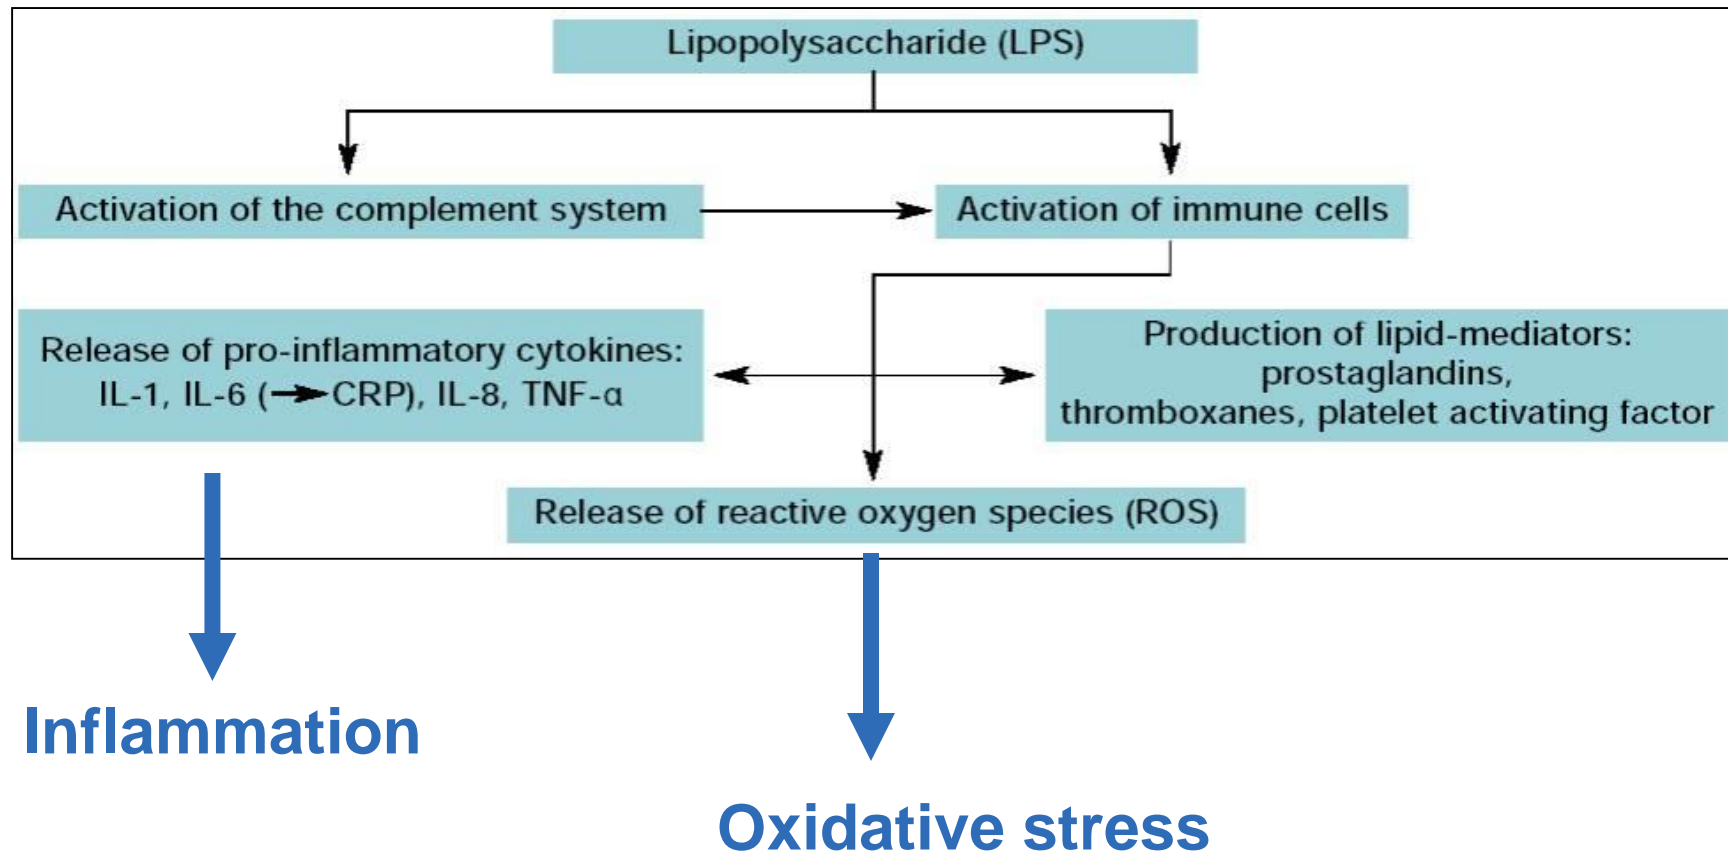 Lipopolysaccharide (LPS)
Activation of the complement system
Activation of immune cells
Release of pro-inflammatory cytokines:
IL-1, IL-6 (→CRP), IL-8, TNF-α
Production of lipid-mediators:
prostaglandins,
thromboxanes, platelet activating factor
Release of reactive oxygen species (ROS)
Inflammation
Oxidative stress